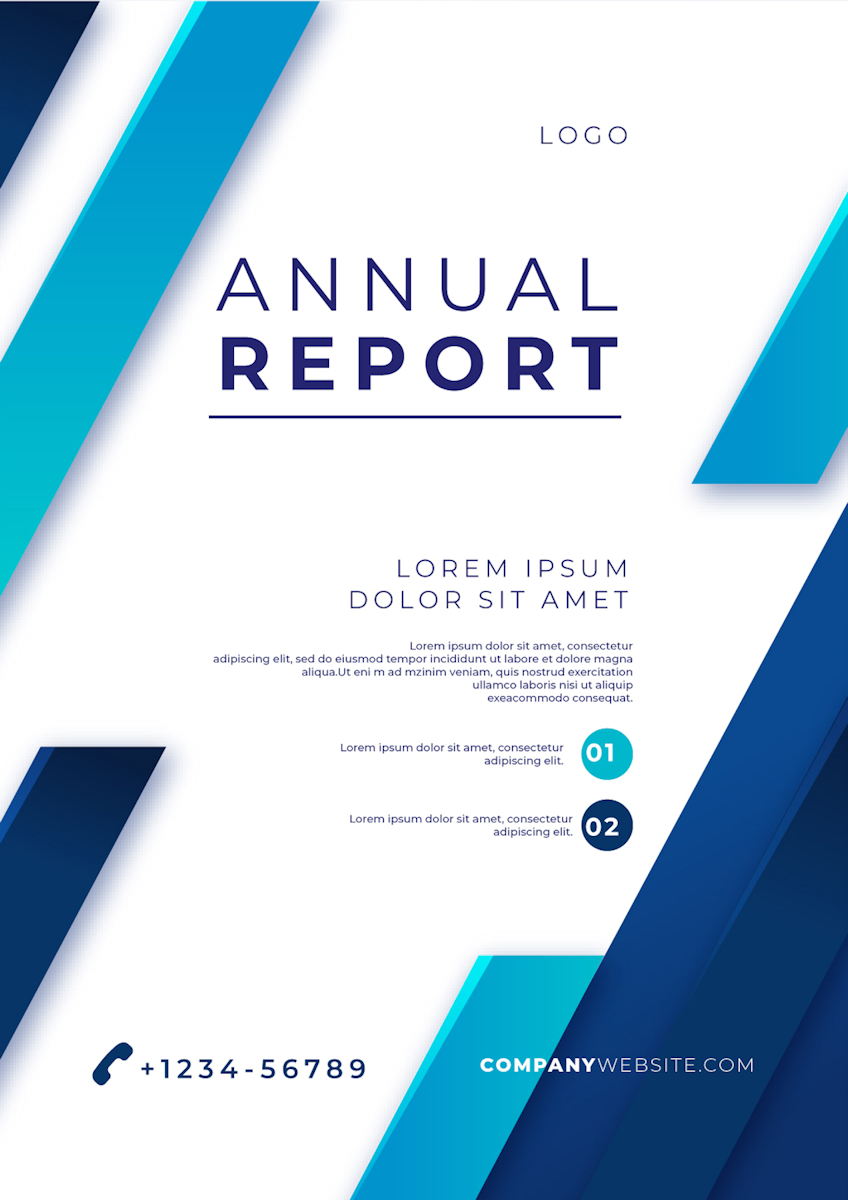 LOGO
ANNUAL
REPORT
LOREM IPSUM
DOLOR SIT AMET
Lorem ipsum dolor sit amet, consectetur
adipiscing elit, sed do eiusmod tempor incididunt ut labore et dolore magna
aliqua.Ut eni m ad mzinim veniam, quis nostrud exercitation
ullamco laboris nisi ut aliquip
exeacommodo consequat.
Lorem ipsum dolor sit amet, consectetur
adipiscing elit.
01
Lorem ipsum dolor sit amet, consectetur
adipiscing elit.
02
+1234-56789
COMPANYWEBSITE.COM